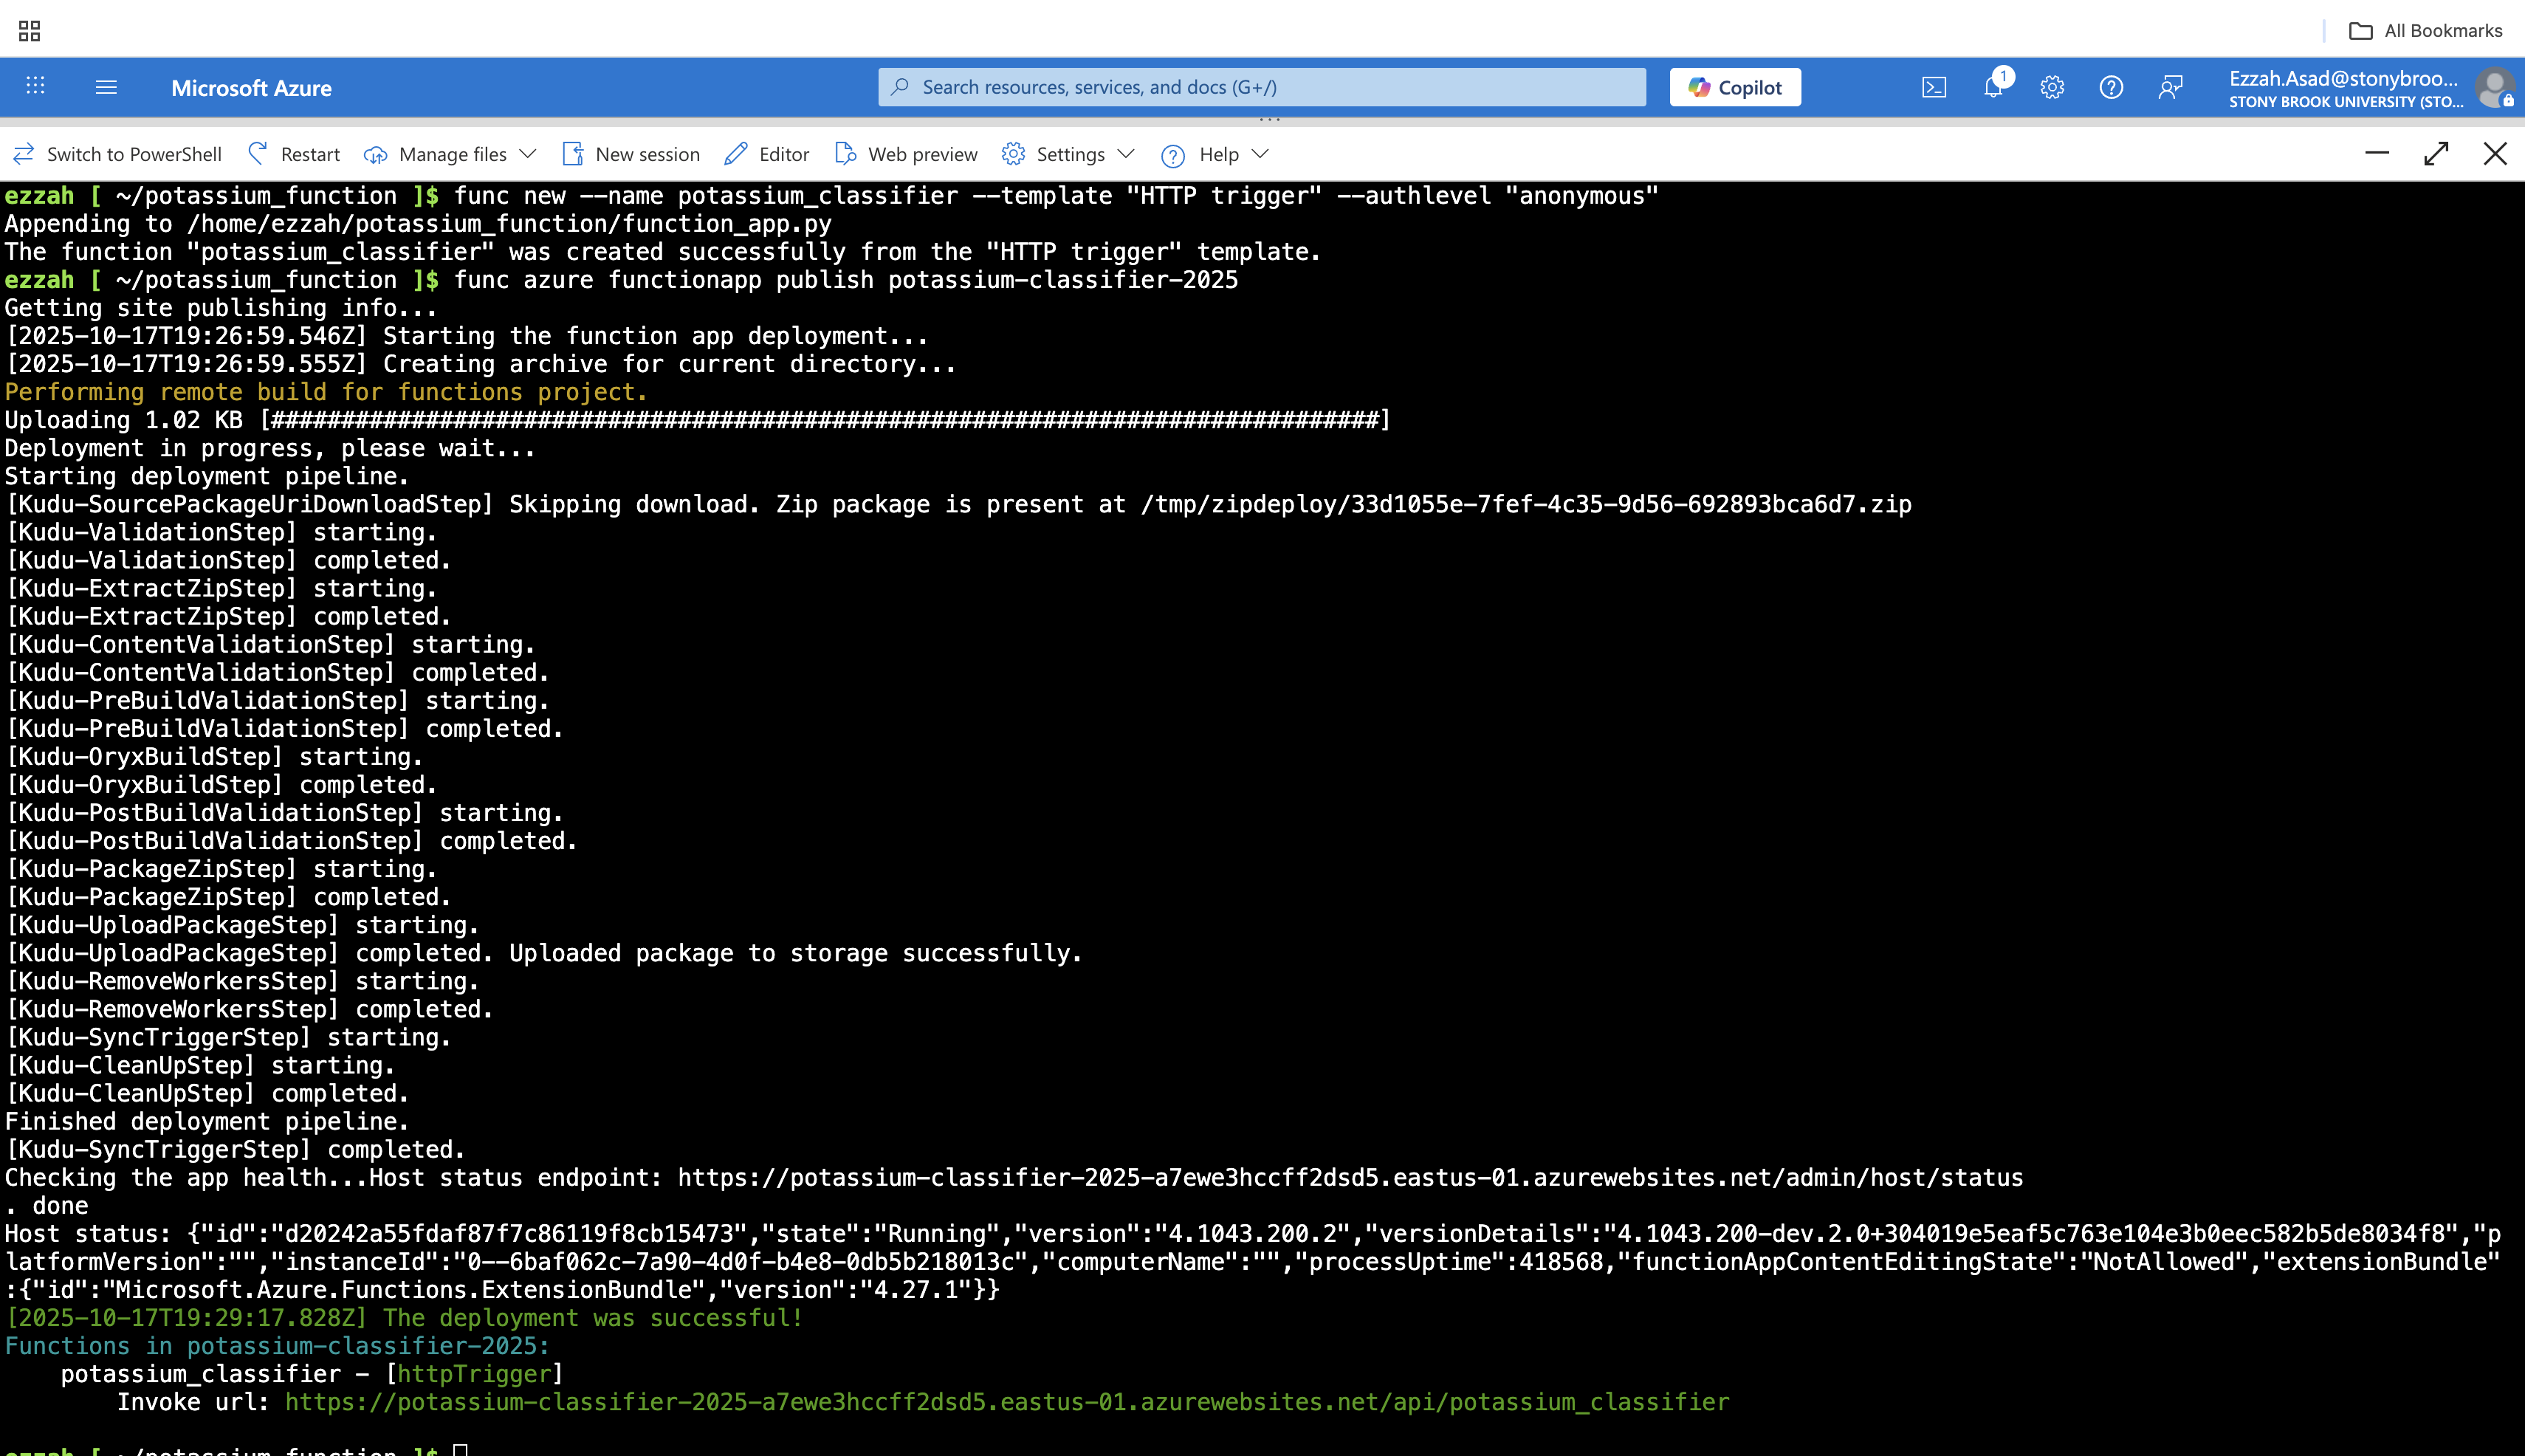 All Bookmarks
Microsoft Azure
Search resources, services, and docs (G+/)
Copilot
1
Ezzah.Asad@stonybroo...
STONY BROOK UNIVERSITY (STO...
Switch to PowerShell Restart Manage files New session Editor Web preview Settings Help
ezzah [ ~/potassium_function ]$ func new --name potassium_classifier --template "HTTP trigger" --authlevel "anonymous"
Appending to /home/ezzah/potassium_function/function_app.py
The function "potassium_classifier" was created successfully from the "HTTP trigger" template.
ezzah [ ~/potassium_function ]$ func azure functionapp publish potassium-classifier-2025
Getting site publishing info...
[2025-10-17T19:26:59.546Z] Starting the function app deployment...
[2025-10-17T19:26:59.555Z] Creating archive for current directory...
Performing remote build for functions project.
Uploading 1.02 KB [###############################################################################]
Deployment in progress, please wait...
Starting deployment pipeline.
[Kudu-SourcePackageUriDownloadStep] Skipping download. Zip package is present at /tmp/zipdeploy/33d1055e-7fef-4c35-9d56-692893bca6d7.zip
[Kudu-ValidationStep] starting.
[Kudu-ValidationStep] completed.
[Kudu-ExtractZipStep] starting.
[Kudu-ExtractZipStep] completed.
[Kudu-ContentValidationStep] starting.
[Kudu-ContentValidationStep] completed.
[Kudu-PreBuildValidationStep] starting.
[Kudu-PreBuildValidationStep] completed.
[Kudu-OryxBuildStep] starting.
[Kudu-OryxBuildStep] completed.
[Kudu-PostBuildValidationStep] starting.
[Kudu-PostBuildValidationStep] completed.
[Kudu-PackageZipStep] starting.
[Kudu-PackageZipStep] completed.
[Kudu-UploadPackageStep] starting.
[Kudu-UploadPackageStep] completed. Uploaded package to storage successfully.
[Kudu-RemoveWorkersStep] starting.
[Kudu-RemoveWorkersStep] completed.
[Kudu-SyncTriggerStep] starting.
[Kudu-CleanUpStep] starting.
[Kudu-CleanUpStep] completed.
Finished deployment pipeline.
[Kudu-SyncTriggerStep] completed.
Checking the app health...Host status endpoint: https://potassium-classifier-2025-a7ewe3hccff2dsd5.eastus-01.azurewebsites.net/admin/host/status
. done
Host status: {"id":"d20242a55fdaf87f7c86119f8cb15473","state":"Running","version":"4.1043.200.2","versionDetails":"4.1043.200-dev.2.0+304019e5eaf5c763e104e3b0eec582b5de8034f8","p
latformVersion":"","instanceId":"0--6baf062c-7a90-4d0f-b4e8-0db5b218013c","computerName":"","processUptime":418568,"functionAppContentEditingState":"NotAllowed","extensionBundle"
:{"id":"Microsoft.Azure.Functions.ExtensionBundle","version":"4.27.1"}}
[2025-10-17T19:29:17.828Z] The deployment was successful!
Functions in potassium-classifier-2025:
potassium_classifier - [httpTrigger]
Invoke url: https://potassium-classifier-2025-a7ewe3hccff2dsd5.eastus-01.azurewebsites.net/api/potassium_classifier
ezzah [ ~/potassium_function ]$